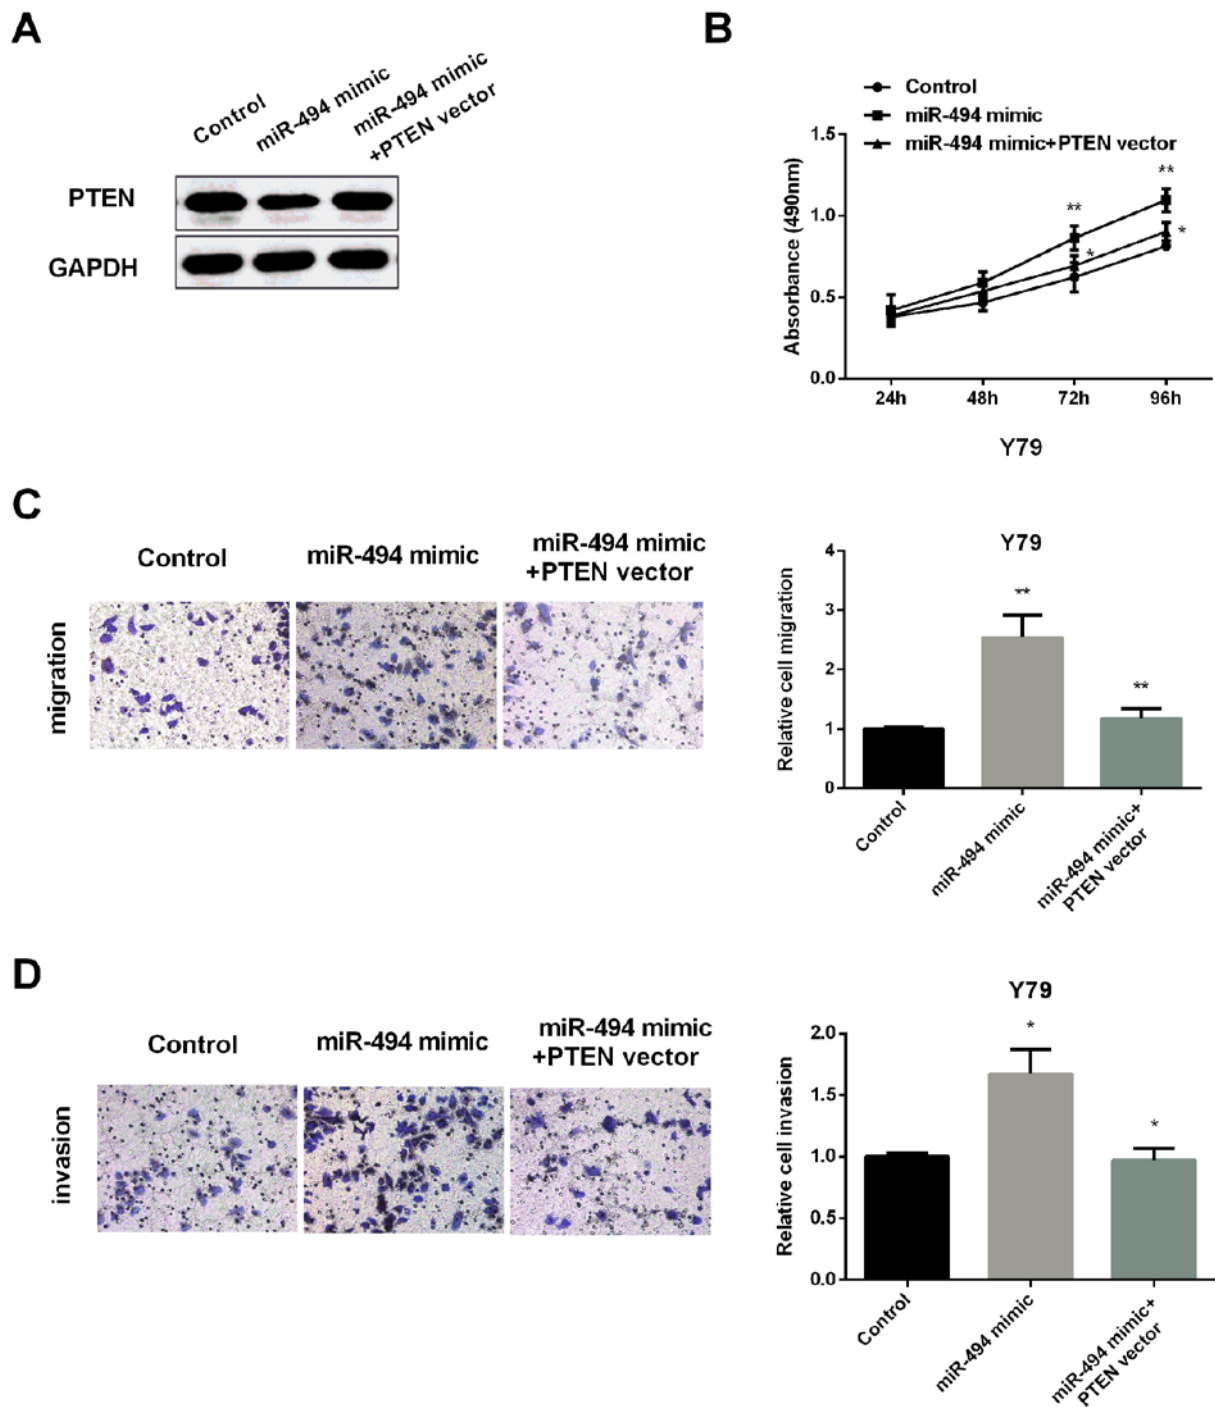 A
Control
miR-494 mimic
miR-494 mimic
+PTEN vector
PTEN
GAPDH
B
Control
miR-494 mimic
miR-494 mimic+PTEN vector
Absorbance (490nm)
1.5
1.0
0.5
0.0
**
**
*
*
24h
48h
72h
96h
Y79
C
Control
miR-494 mimic
miR-494 mimic
+PTEN vector
migration
Y79
Relative cell migration
4
3
2
1
0
**
**
Control
miR-494 mimic
miR-494 mimic+
PTEN vector
D
Control
miR-494 mimic
miR-494 mimic
+PTEN vector
invasion
Y79
Relative cell invasion
2.0
1.5
1.0
0.5
0.0
*
*
Control
miR-494 mimic
miR-494 mimic+
PTEN vector